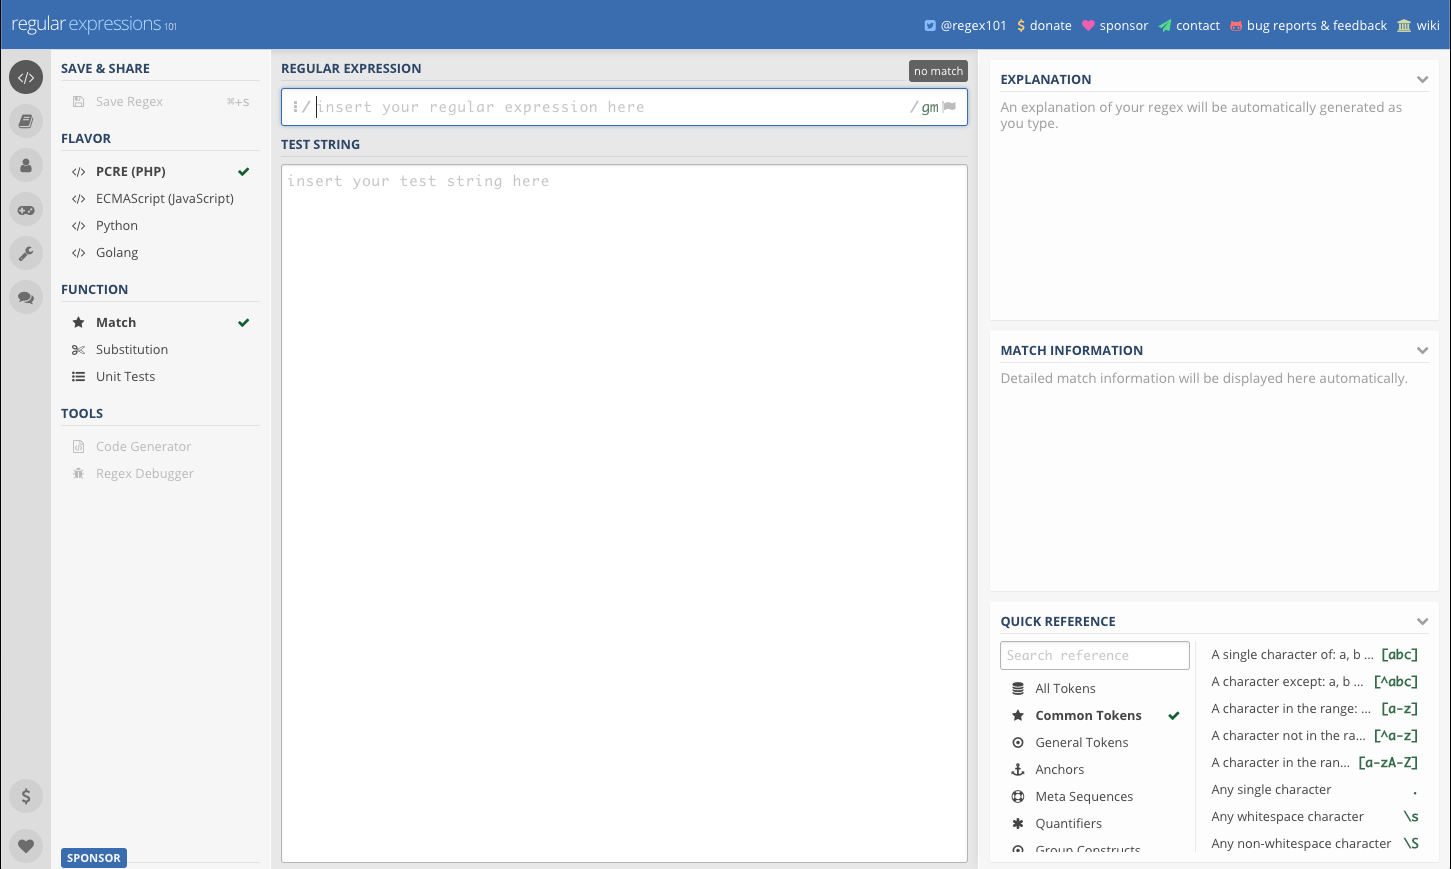 regular expressions 101
@regex101 $ donate sponsor contact bug reports & feedback wiki
SAVE & SHARE
Save Regex ⌘+s
FLAVOR
</> PCRE (PHP)
</> ECMAScript (JavaScript)
</> Python
</> Golang
FUNCTION
Match
Substitution
Unit Tests
TOOLS
Code Generator
Regex Debugger
$
SPONSOR
REGULAR EXPRESSION
no match
/ insert your regular expression here / gm
TEST STRING
insert your test string here
EXPLANATION
An explanation of your regex will be automatically generated as
you type.
MATCH INFORMATION
Detailed match information will be displayed here automatically.
QUICK REFERENCE
Search reference
All Tokens
Common Tokens
General Tokens
Anchors
Meta Sequences
Quantifiers
Group Constructs
A single character of: a, b ... [abc]
A character except: a, b ... [^abc]
A character in the range: ... [a-z]
A character not in the ra... [^a-z]
A character in the ran... [a-zA-Z]
Any single character .
Any whitespace character \s
Any non-whitespace character \S